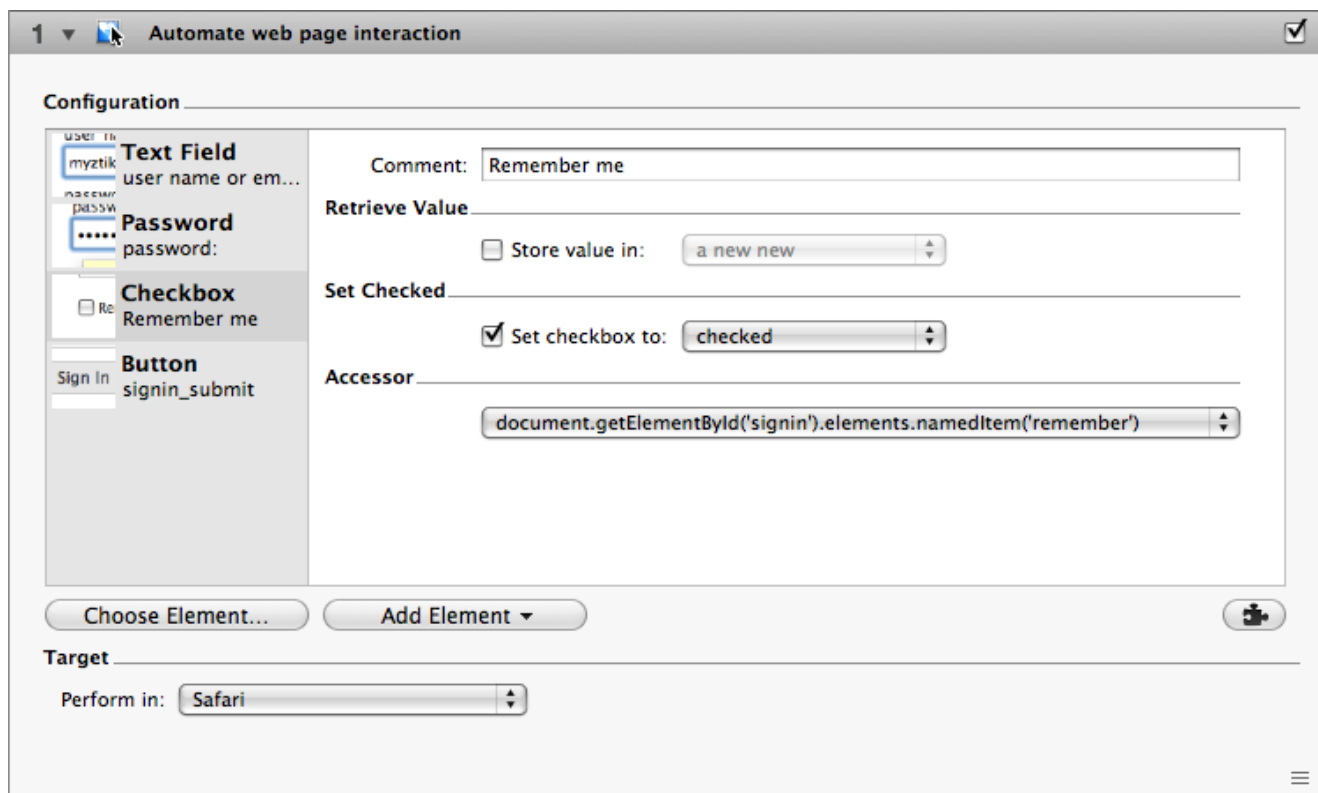 1 Automate web page interaction
Configuration
myztik
Text Field
user name or em...
Password
password:
Checkbox
Remember me
Sign In
Button
signin_submit
Comment: Remember me
Retrieve Value
Store value in: a new new
Set Checked
Set checkbox to: checked
Accessor
document.getElementById('signin').elements.namedItem('remember')
Choose Element...
Add Element
Target
Perform in: Safari